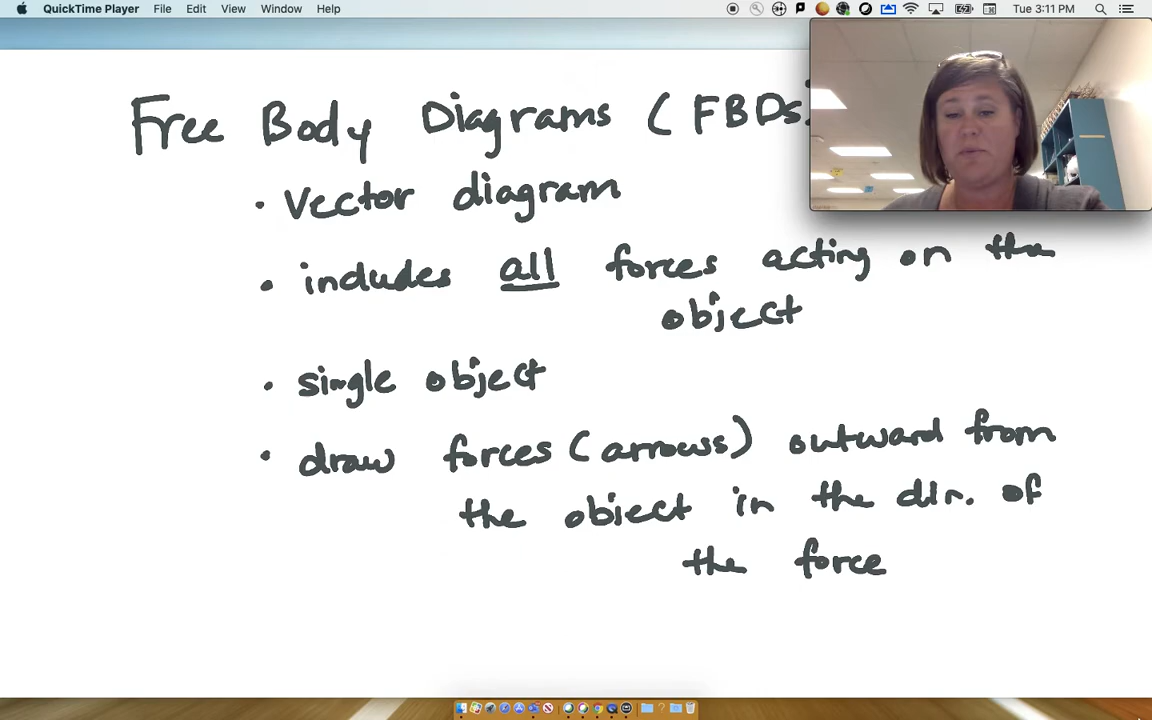 QuickTime Player File Edit View Window Help Tue 3:11 PM
Free Body Diagrams (FBDs)
• Vector diagram
• includes all forces acting on the
object
• single object
• draw forces (arrows) outward from
the object in the dir. of
the force